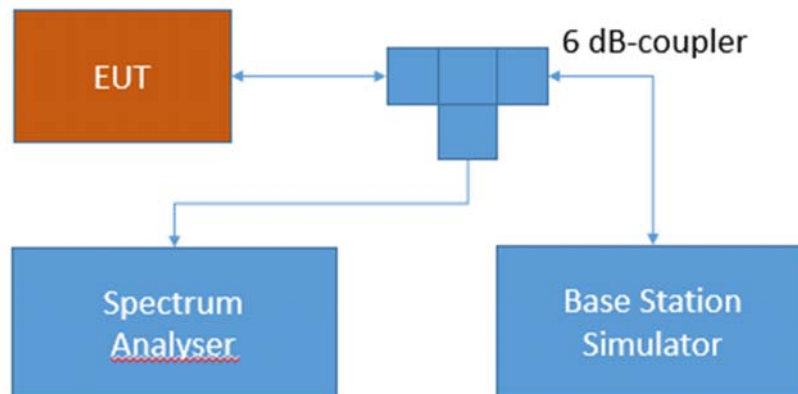 6 dB-coupler
EUT
Spectrum
Analyser
Base Station
Simulator